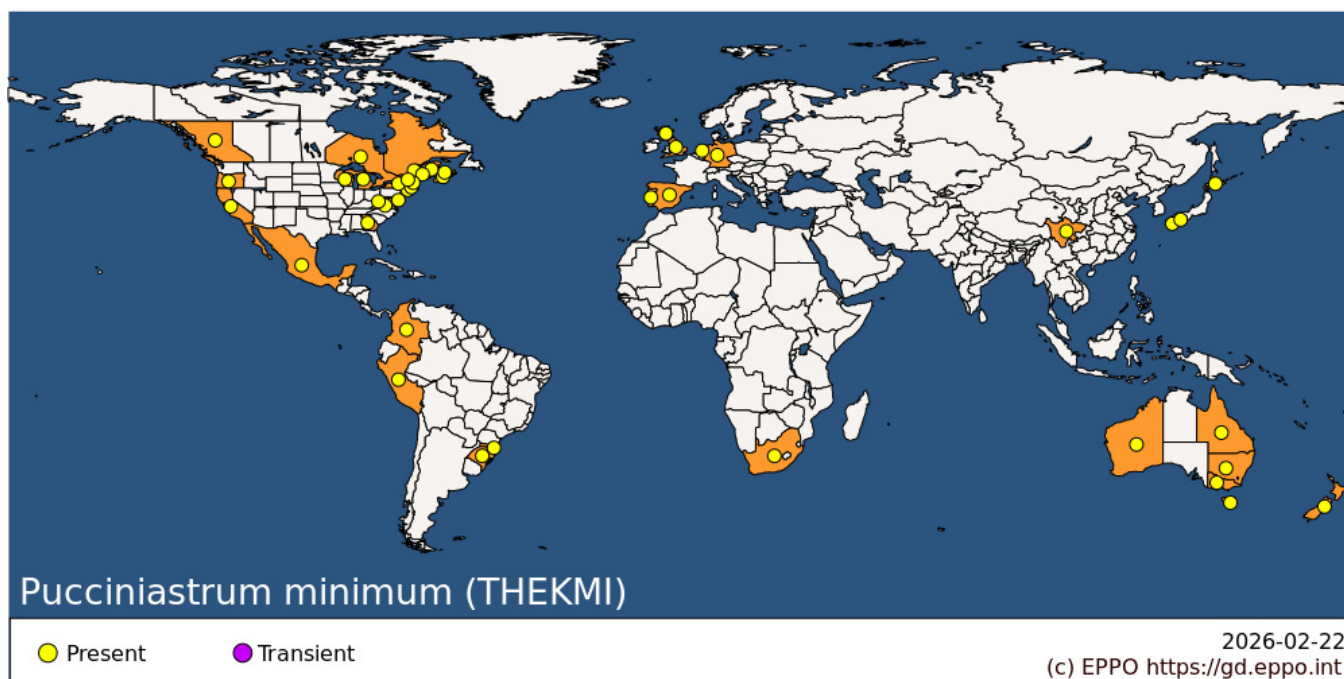 Pucciniastrum minimum (THEKMI)
Present
Transient
2026-02-22
(c) EPPO https://gd.eppo.int